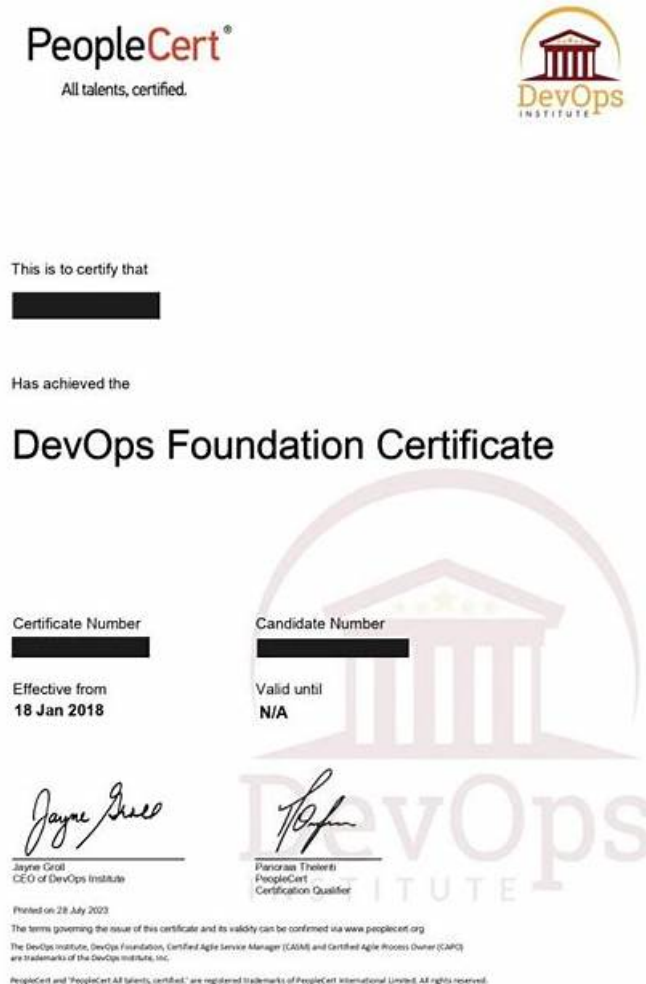 PeopleCert®
All talents, certified.
DevOps
INSTITUTE
This is to certify that
Has achieved the
DevOps Foundation Certificate
Certificate Number
Candidate Number
Effective from
Valid until
18 Jan 2018
N/A
Jayne Groll
Jayne Groll
CEO of DevOps Institute
Panoraia Theleriti
PeopleCert
Certification Qualifier
DevOps
INSTITUTE
Printed on 28 July 2023
The terms governing the issue of this certificate and its validity can be confirmed via www.peoplecert.org
The DevOps Institute, DevOps Foundation, Certified Agile Service Manager (CASM) and Certified Agile Process Owner (CAPO)
are trademarks of the DevOps Institute, Inc.
PeopleCert and "PeopleCert All talents, certified." are registered trademarks of PeopleCert International Limited. All rights reserved.